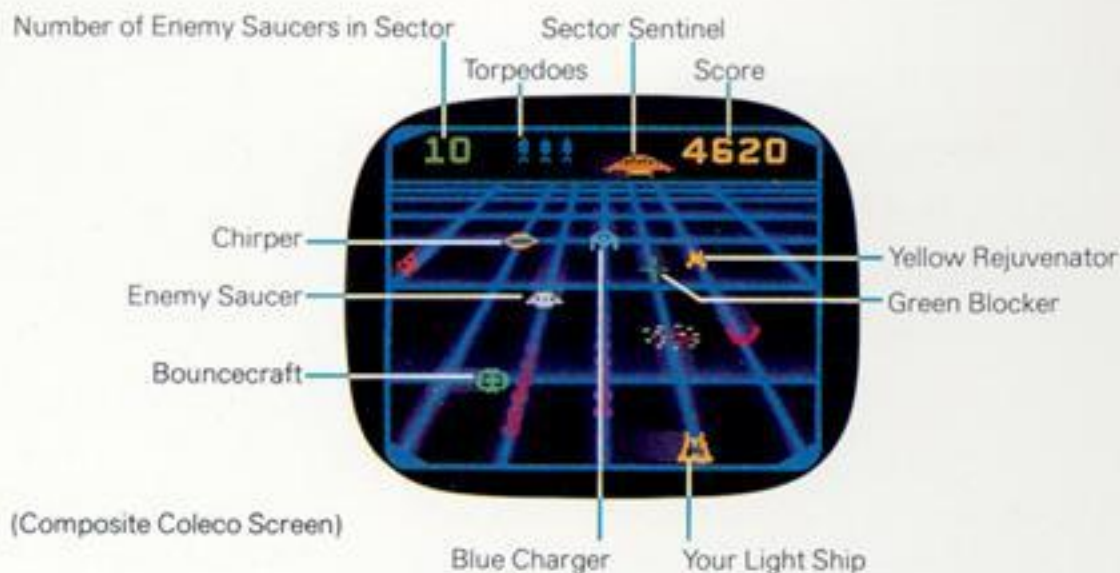 Number of Enemy Saucers in Sector
Sector Sentinel
Torpedoes
Score
10
4620
Chirper
Yellow Rejuvenator
Enemy Saucer
Green Blocker
Bouncecraft
(Composite Coleco Screen)
Blue Charger
Your Light Ship